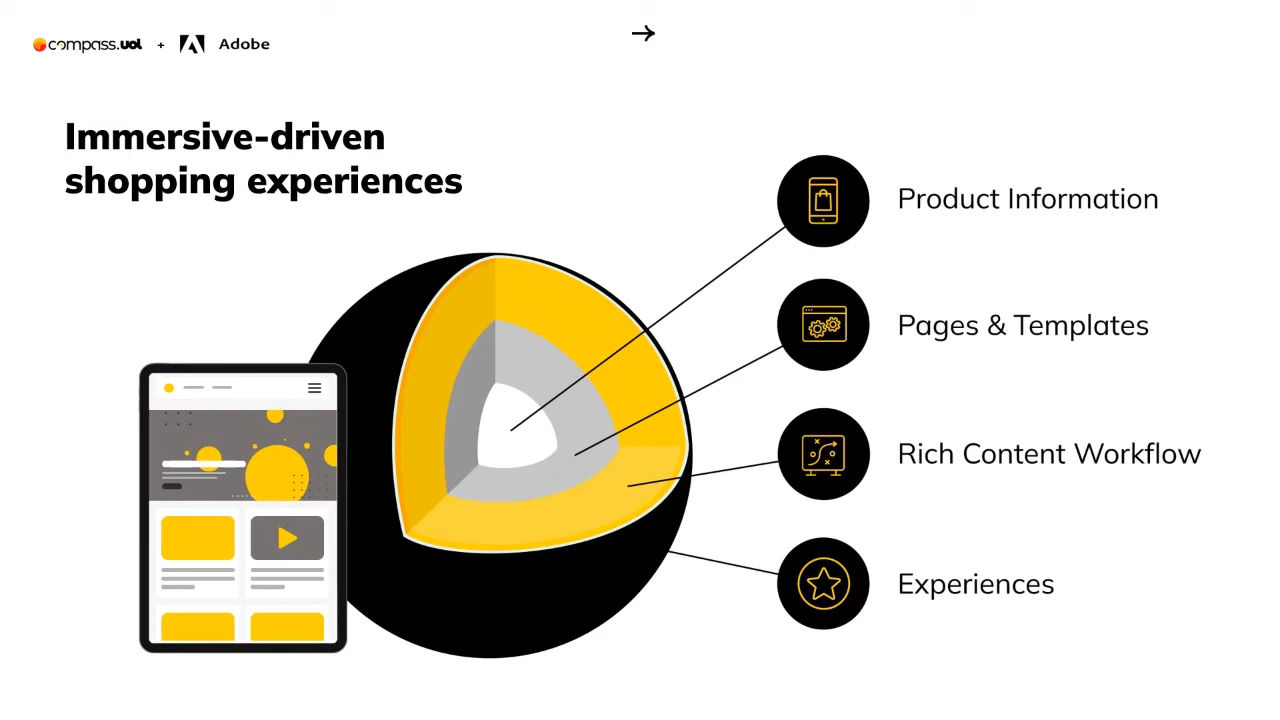 compass.uol + Adobe
Immersive-driven
shopping experiences
Product Information
Pages & Templates
Rich Content Workflow
Experiences